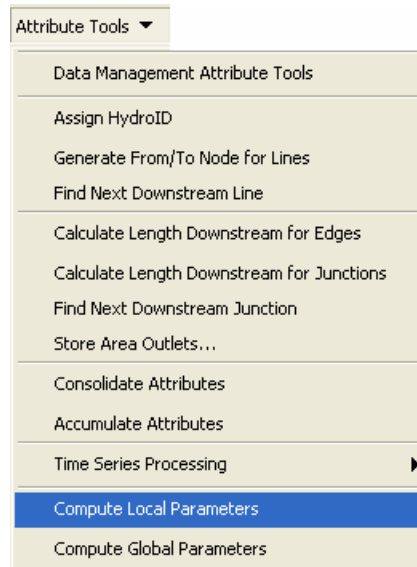 Attribute Tools
Data Management Attribute Tools
Assign HydroID
Generate From/To Node for Lines
Find Next Downstream Line
Calculate Length Downstream for Edges
Calculate Length Downstream for Junctions
Find Next Downstream Junction
Store Area Outlets...
Consolidate Attributes
Accumulate Attributes
Time Series Processing
Compute Local Parameters
Compute Global Parameters